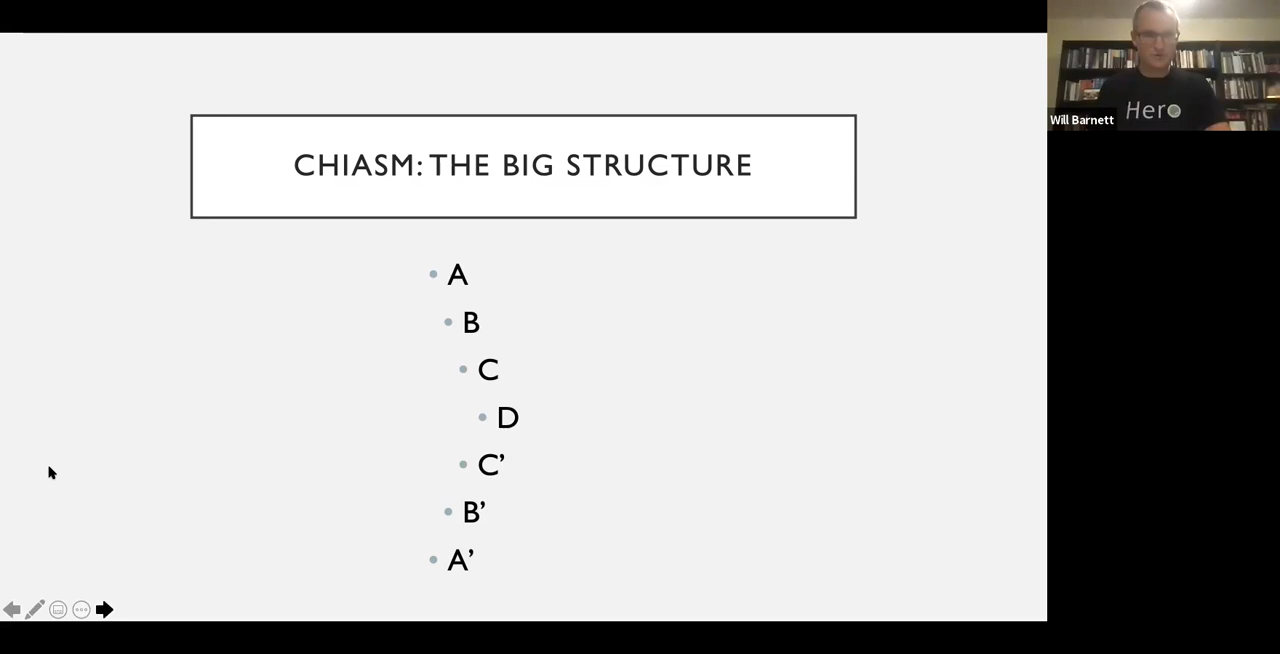 CHIASM: THE BIG STRUCTURE
• A
• B
• C
• D
• C’
• B’
• A’
Will Barnett
Hero